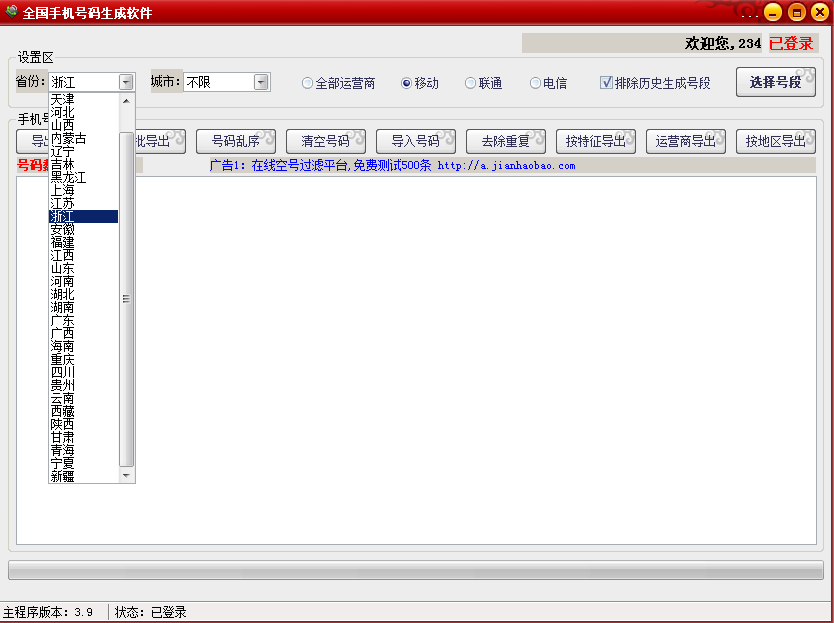 全国手机号码生成软件
欢迎您,234 已登录
设置区
省份: 浙江 城市: 不限 全部运营商 移动 联通 电信 排除历史生成号段 选择号段
手机号
导出 批导出 号码乱序 清空号码 导入号码 去除重复 按特征导出 运营商导出 按地区导出
号码 广告1: 在线空号过滤平台,免费测试500条 http://a.jianhaobao.com
天津
河北
山西
内蒙古
辽宁
吉林
黑龙江
上海
江苏
浙江
安徽
福建
江西
山东
河南
湖北
湖南
广东
广西
海南
重庆
四川
贵州
云南
西藏
陕西
甘肃
青海
宁夏
新疆
主程序版本: 3.9 状态: 已登录